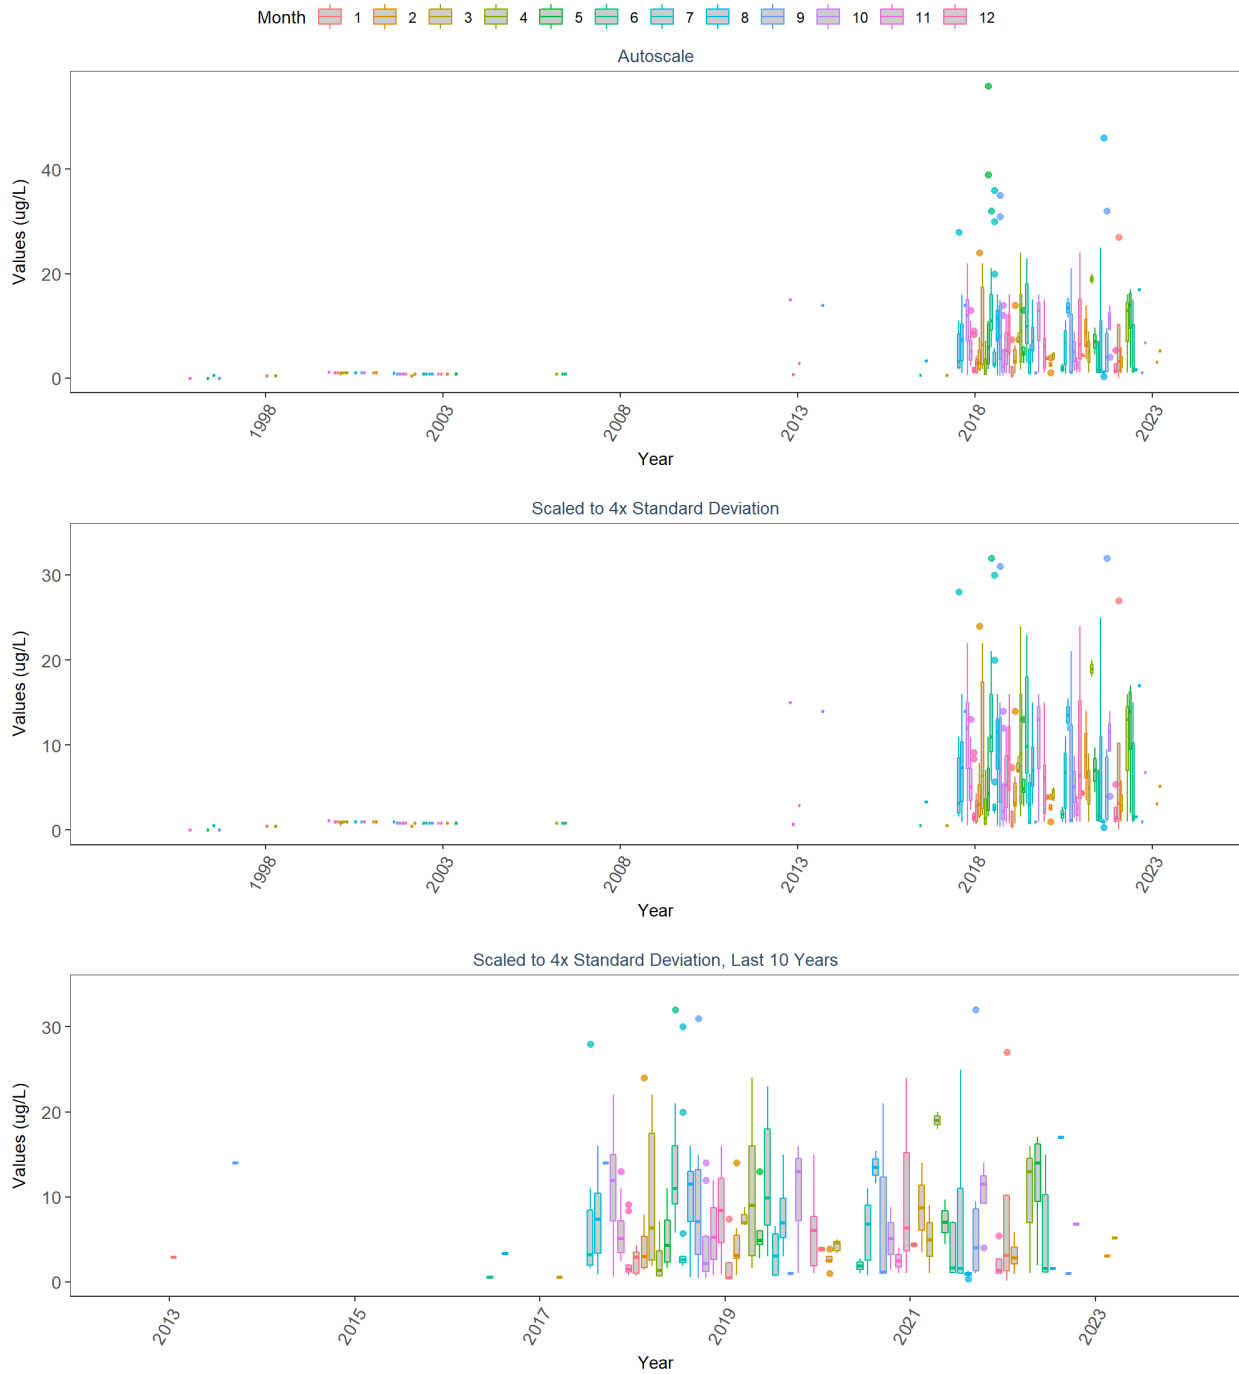 Month 1 2 3 4 5 6 7 8 9 10 11 12
Autoscale
Values (ug/L)
40
20
0
1998 2003 2008 2013 2018 2023
Year
Scaled to 4x Standard Deviation
Values (ug/L)
30
20
10
0
1998 2003 2008 2013 2018 2023
Year
Scaled to 4x Standard Deviation, Last 10 Years
Values (ug/L)
30
20
10
0
2013 2015 2017 2019 2021 2023
Year